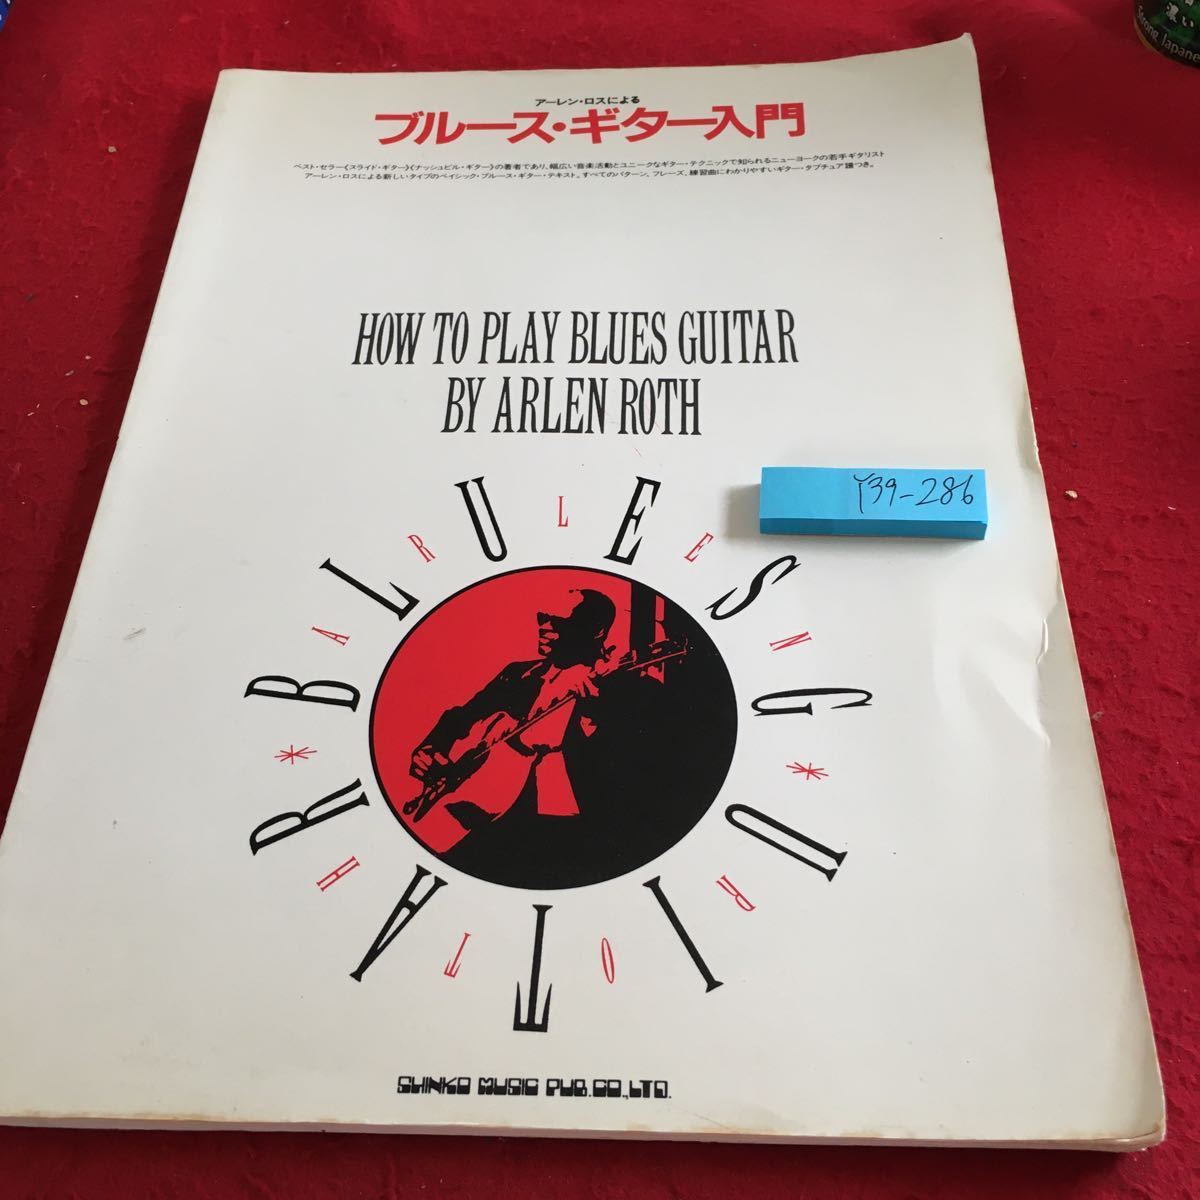 アーレン・ロスによる
ブルース・ギター入門
ベスト・セラー《スライド・ギター》《ナッシュビル・ギター》の著者であり、幅広い音楽活動とユニークなギター・テクニックで知られるニューヨークの若手ギタリスト
アーレン・ロスによる新しいタイプのベイシック・ブルース・ギター・テキスト。すべてのパターン、フレーズ、練習曲にわかりやすいギター・タブチュア譜つき。
HOW TO PLAY BLUES GUITAR
BY ARLEN ROTH
Y39-286
BLUES GUITAR
ARLEN * ROTH *
SHINKO MUSIC PUB.CO.,LTD.
Strong Japane